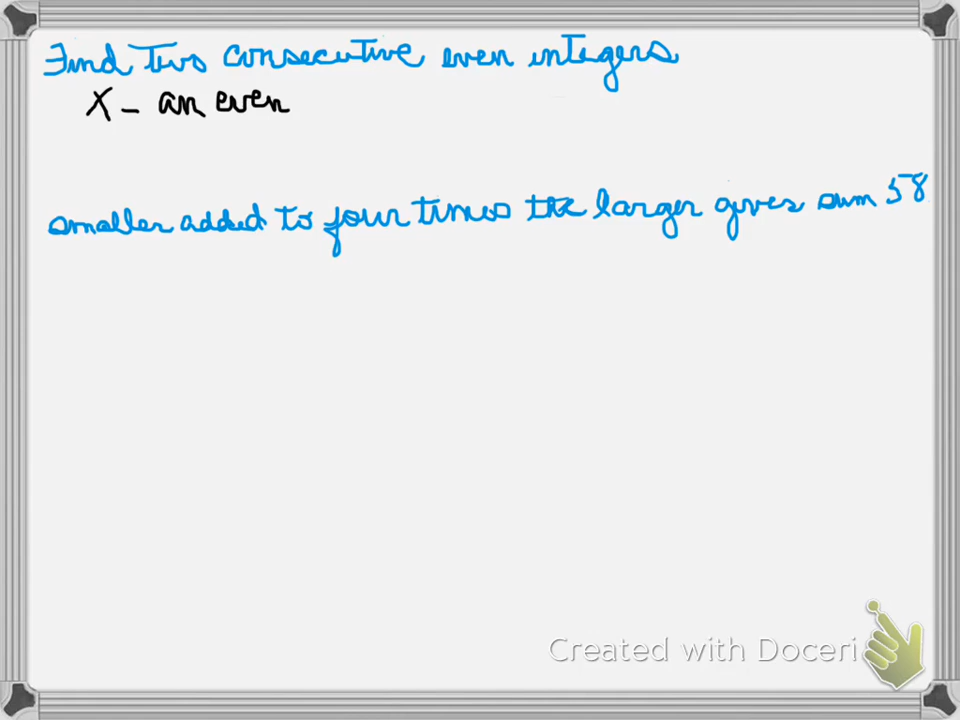 Find two consecutive even integers
X - an even
smaller added to four times the larger gives sum 58
Created with Doceri